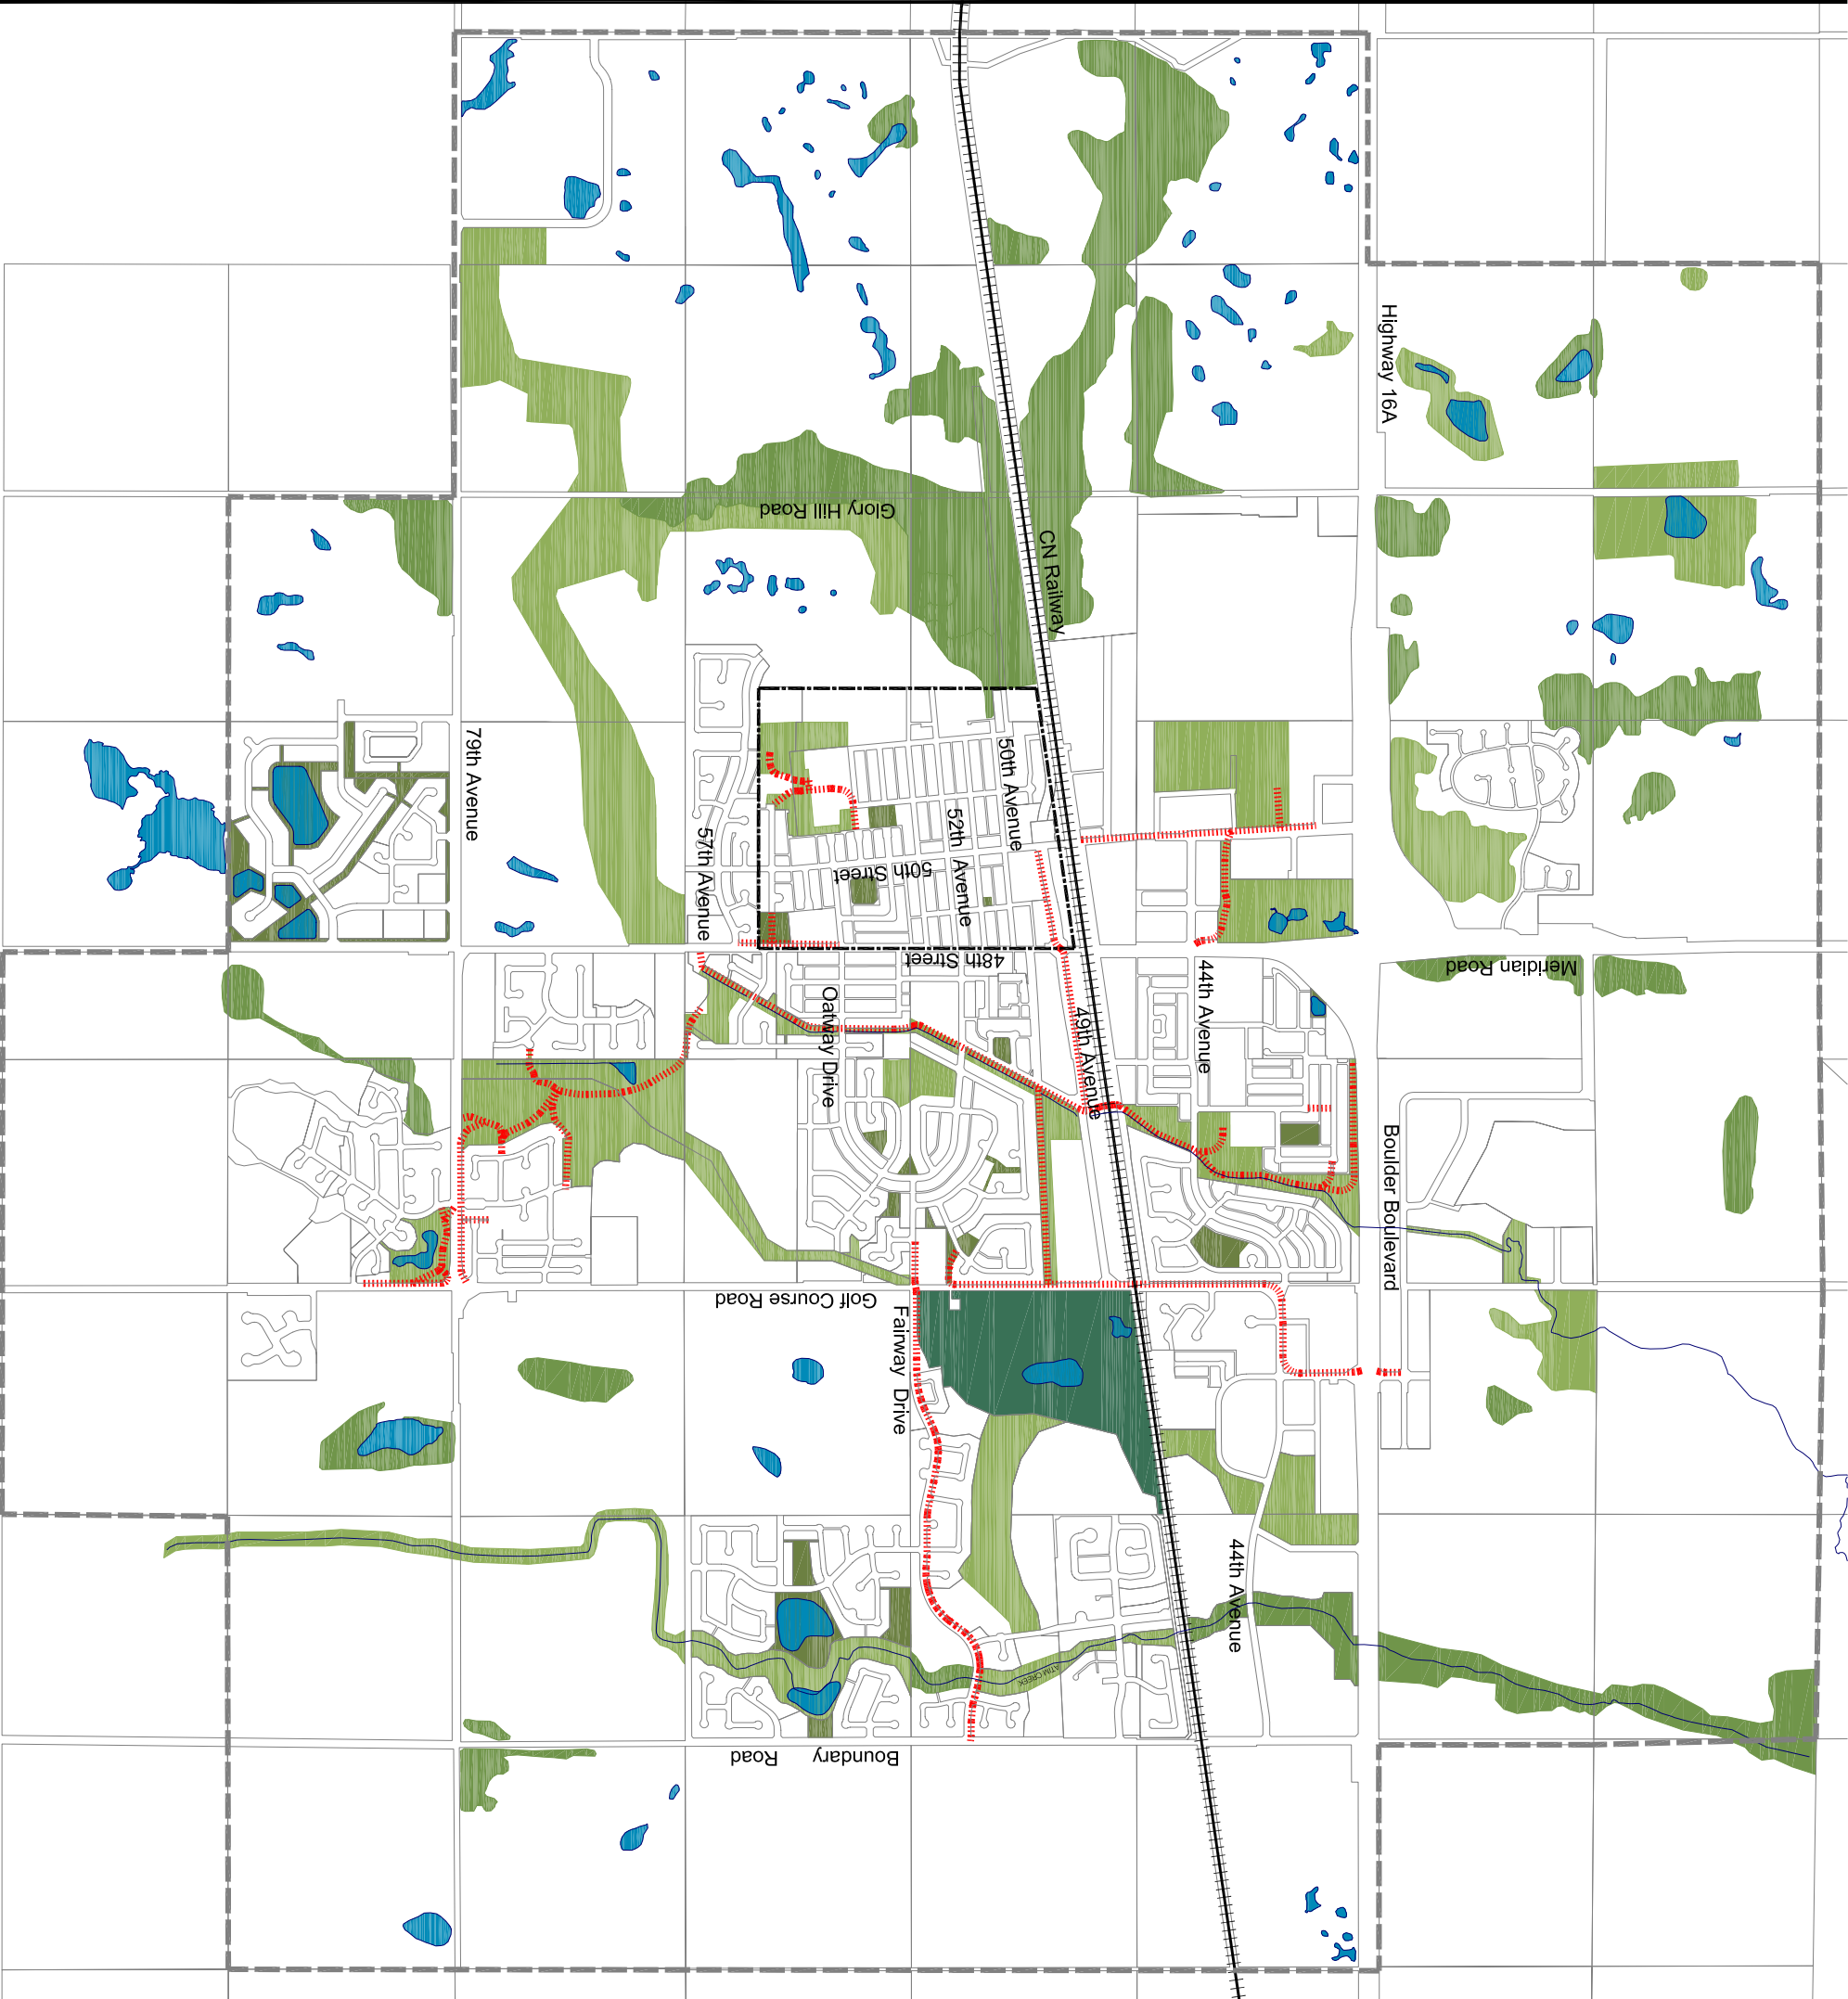 Highway 16A
Glory Hill Road
CN Railway
79th Avenue
50th Avenue
52th Avenue
57th Avenue
50th Street
48th Street
Meridian Road
44th Avenue
Oatway Drive
49th Avenue
Boulder Boulevard
Golf Course Road
Fairway Drive
44th Avenue
ATIM CREEK
Boundary Road